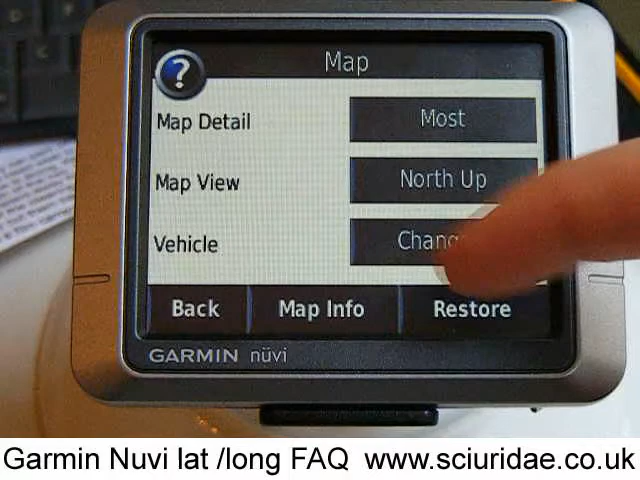 Map
?
Map Detail Most
Map View North Up
Vehicle Chang
Back Map Info Restore
GARMIN nüvi
Garmin Nuvi lat /long FAQ www.sciuridae.co.uk